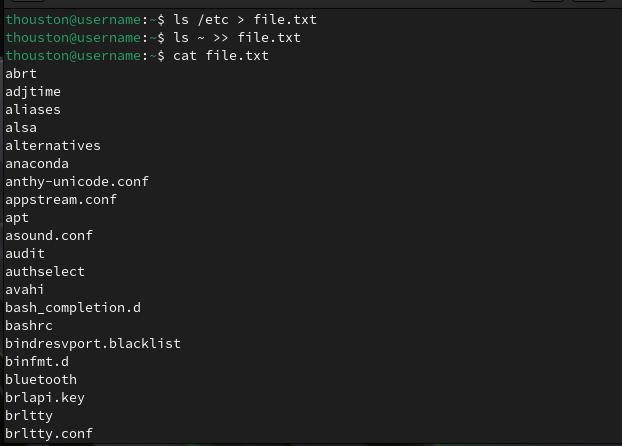 thouston@username:~$ ls /etc > file.txt
thouston@username:~$ ls ~ >> file.txt
thouston@username:~$ cat file.txt
abrt
adjtime
aliases
alsa
alternatives
anaconda
anthy-unicode.conf
appstream.conf
apt
asound.conf
audit
authselect
avahi
bash_completion.d
bashrc
bindresvport.blacklist
binfmt.d
bluetooth
brlapi.key
brltty
brltty.conf